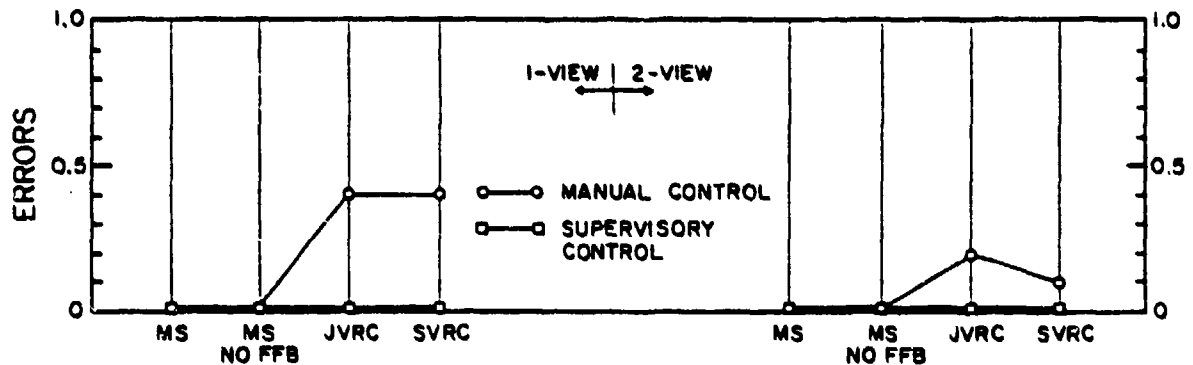 1.0
1.0
1-VIEW 2-VIEW
ERRORS
0.5
0.5
MANUAL CONTROL
SUPERVISORY
CONTROL
0
0
MS MS JVRC SVRC MS MS JVRC SVRC
NO FFB NO FFB